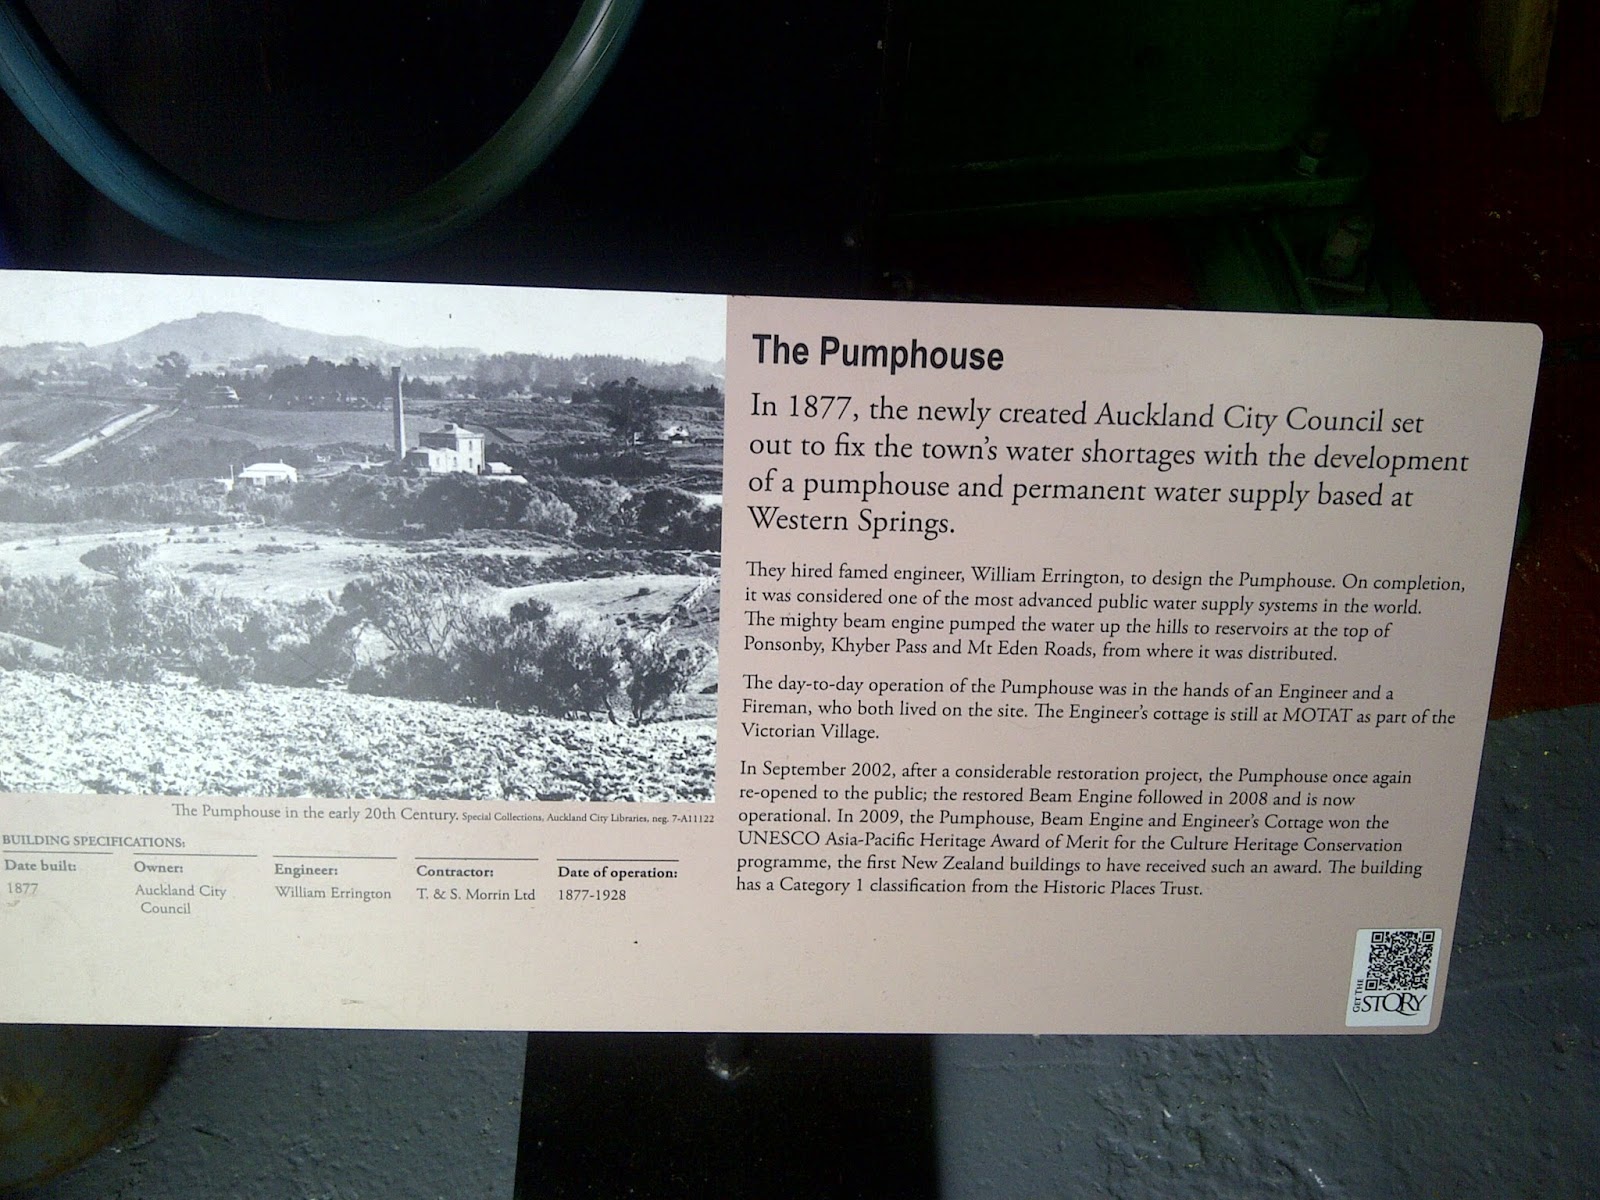 The Pumphouse
In 1877, the newly created Auckland City Council set
out to fix the town's water shortages with the development
of a pumphouse and permanent water supply based at
Western Springs.
They hired famed engineer, William Errington, to design the Pumphouse. On completion,
it was considered one of the most advanced public water supply systems in the world.
The mighty beam engine pumped the water up the hills to reservoirs at the top of
Ponsonby, Khyber Pass and Mt Eden Roads, from where it was distributed.
The day-to-day operation of the Pumphouse was in the hands of an Engineer and a
Fireman, who both lived on the site. The Engineer's cottage is still at MOTAT as part of the
Victorian Village.
In September 2002, after a considerable restoration project, the Pumphouse once again
re-opened to the public; the restored Beam Engine followed in 2008 and is now
operational. In 2009, the Pumphouse, Beam Engine and Engineer's Cottage won the
UNESCO Asia-Pacific Heritage Award of Merit for the Culture Heritage Conservation
programme, the first New Zealand buildings to have received such an award. The building
has a Category 1 classification from the Historic Places Trust.
The Pumphouse in the early 20th Century. Special Collections, Auckland City Libraries, neg. 7-A11122
BUILDING SPECIFICATIONS:
Date built:
1877
Owner:
Auckland City
Council
Engineer:
William Errington
Contractor:
T. & S. Morrin Ltd
Date of operation:
1877-1928
GET THE
STORY